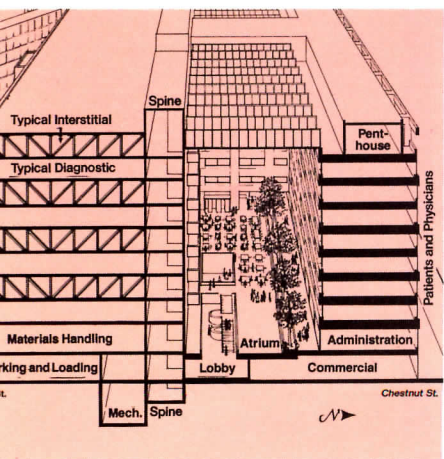 Spine
Typical Interstitial
Pent-
house
Typical Diagnostic
Patients and Physicians
Materials Handling
Atrium
Administration
and Loading
Lobby
Commercial
Chestnut St.
Mech.
Spine
N